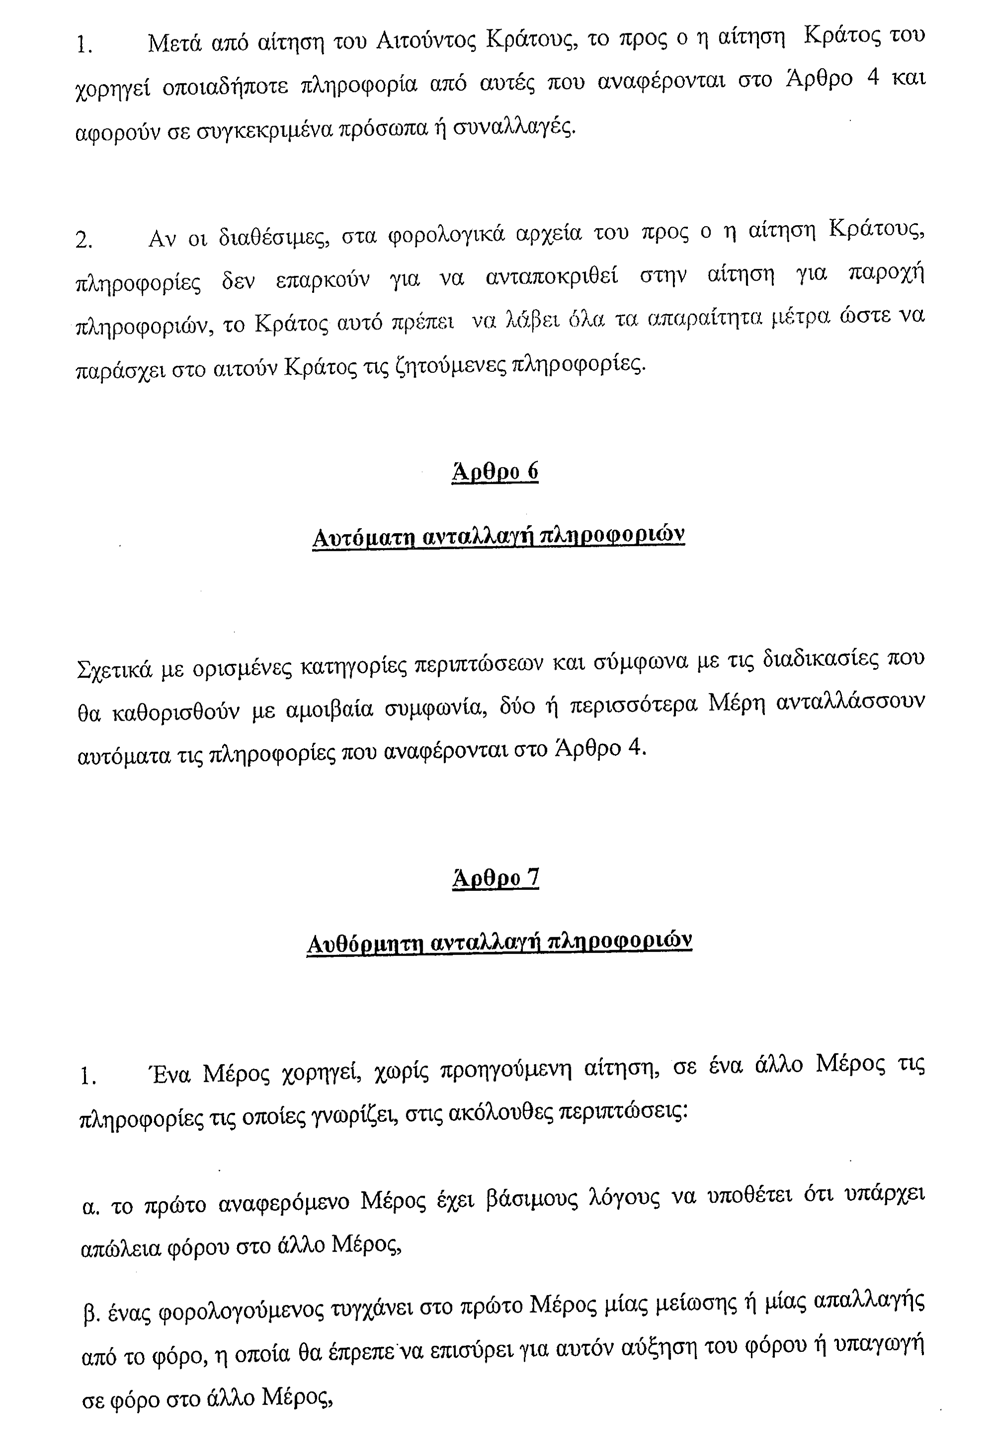 1. Μετά από αίτηση του Αιτούντος Κράτους, το προς ο η αίτηση Κράτος του
χορηγεί οποιαδήποτε πληροφορία από αυτές που αναφέρονται στο Άρθρο 4 και
αφορούν σε συγκεκριμένα πρόσωπα ή συναλλαγές.
2. Αν οι διαθέσιμες, στα φορολογικά αρχεία του προς ο η αίτηση Κράτους,
πληροφορίες δεν επαρκούν για να ανταποκριθεί στην αίτηση για παροχή
πληροφοριών, το Κράτος αυτό πρέπει να λάβει όλα τα απαραίτητα μέτρα ώστε να
παράσχει στο αιτούν Κράτος τις ζητούμενες πληροφορίες.
Άρθρο 6
Αυτόματη ανταλλαγή πληροφοριών
Σχετικά με ορισμένες κατηγορίες περιπτώσεων και σύμφωνα με τις διαδικασίες που
θα καθορισθούν με αμοιβαία συμφωνία, δύο ή περισσότερα Μέρη ανταλλάσσουν
αυτόματα τις πληροφορίες που αναφέρονται στο Άρθρο 4.
Άρθρο 7
Αυθόρμητη ανταλλαγή πληροφοριών
1. Ένα Μέρος χορηγεί, χωρίς προηγούμενη αίτηση, σε ένα άλλο Μέρος τις
πληροφορίες τις οποίες γνωρίζει, στις ακόλουθες περιπτώσεις:
α. το πρώτο αναφερόμενο Μέρος έχει βάσιμους λόγους να υποθέτει ότι υπάρχει
απώλεια φόρου στο άλλο Μέρος,
β. ένας φορολογούμενος τυγχάνει στο πρώτο Μέρος μίας μείωσης ή μίας απαλλαγής
από το φόρο, η οποία θα έπρεπε να επισύρει για αυτόν αύξηση του φόρου ή υπαγωγή
σε φόρο στο άλλο Μέρος,